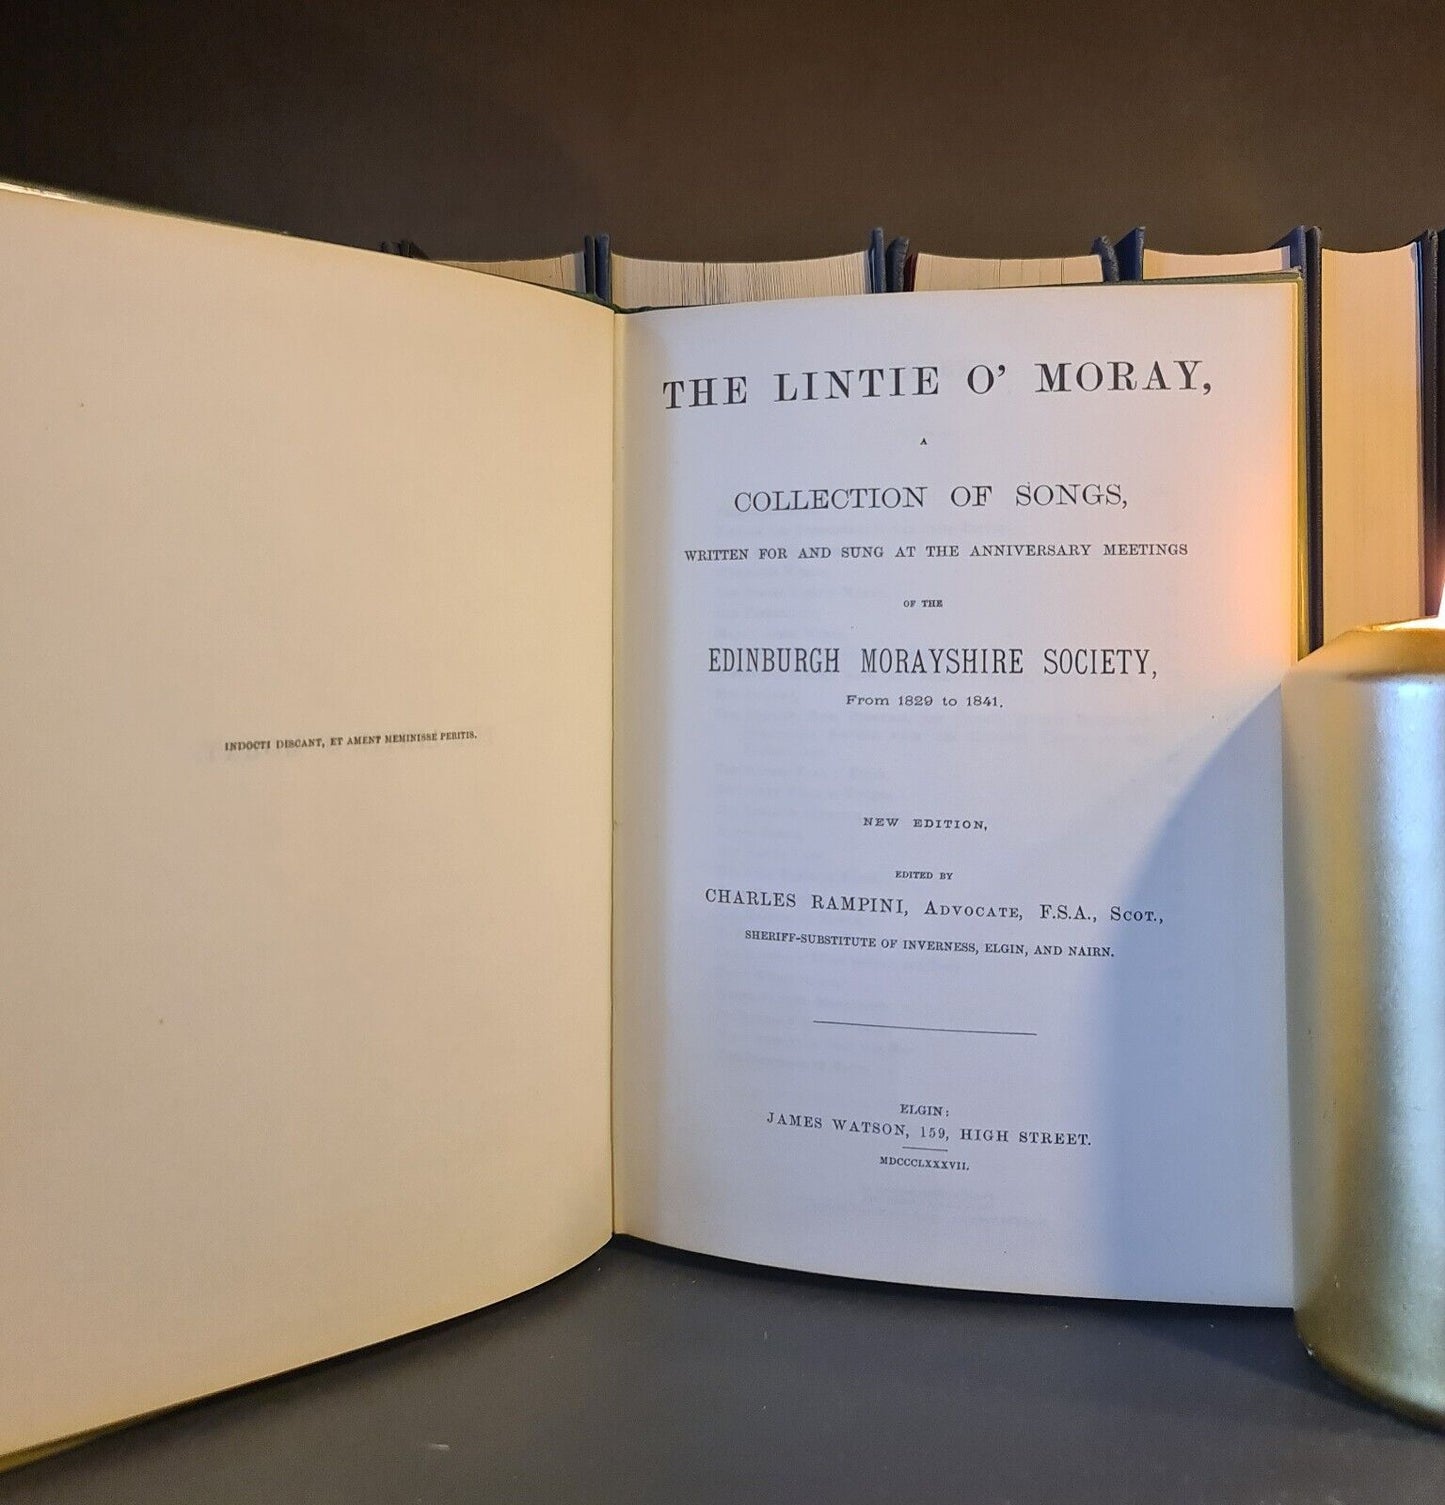 INDOCTI DISCANT, ET AMENT MEMINISSE PERITIS.
THE LINTIE O' MORAY,
A
COLLECTION OF SONGS,
WRITTEN FOR AND SUNG AT THE ANNIVERSARY MEETINGS
OF THE
EDINBURGH MORAYSHIRE SOCIETY,
From 1829 to 1841.
NEW EDITION,
EDITED BY
CHARLES RAMPINI, ADVOCATE, F.S.A., SCOT.,
SHERIFF-SUBSTITUTE OF INVERNESS, ELGIN, AND NAIRN.
ELGIN:
JAMES WATSON, 159, HIGH STREET.
MDCCCLXXXVII.